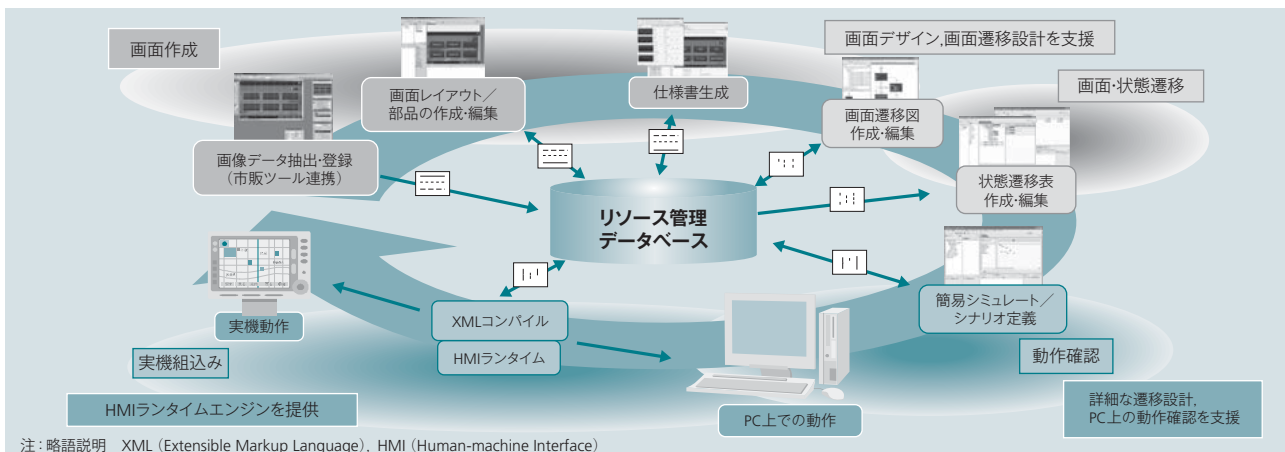 画面作成
画面デザイン,画面遷移設計を支援
画面・状態遷移
画面レイアウト／
部品の作成・編集
仕様書生成
画面遷移図
作成・編集
画像データ抽出・登録
（市販ツール連携）
状態遷移表
作成・編集
リソース管理
データベース
簡易シミュレート／
シナリオ定義
XMLコンパイル
HMIランタイム
実機動作
実機組込み
動作確認
HMIランタイムエンジンを提供
PC上での動作
詳細な遷移設計,
PC上の動作確認を支援
注：略語説明　XML（Extensible Markup Language），HMI（Human-machine Interface）